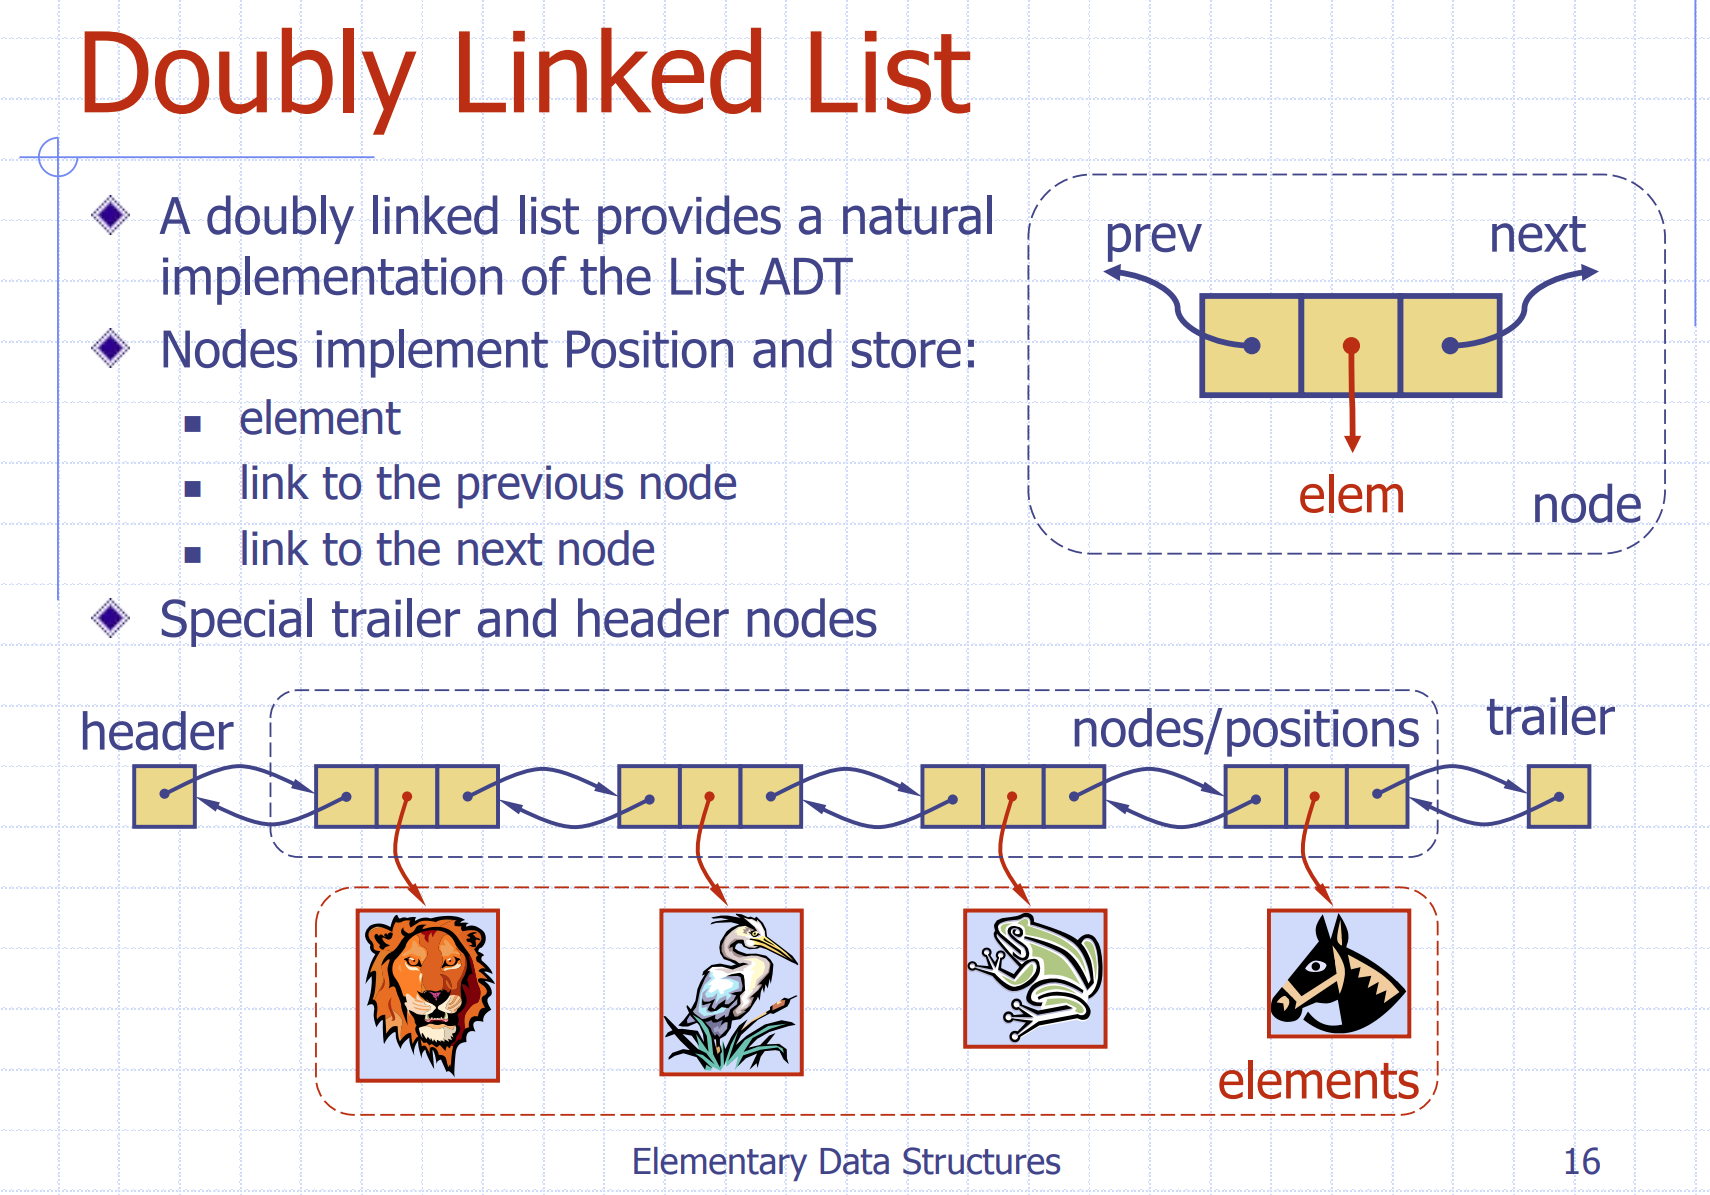 Doubly Linked List
A doubly linked list provides a natural
implementation of the List ADT
Nodes implement Position and store:
element
link to the previous node
link to the next node
Special trailer and header nodes
prev
next
elem
node
header
nodes/positions
trailer
elements
Elementary Data Structures
16